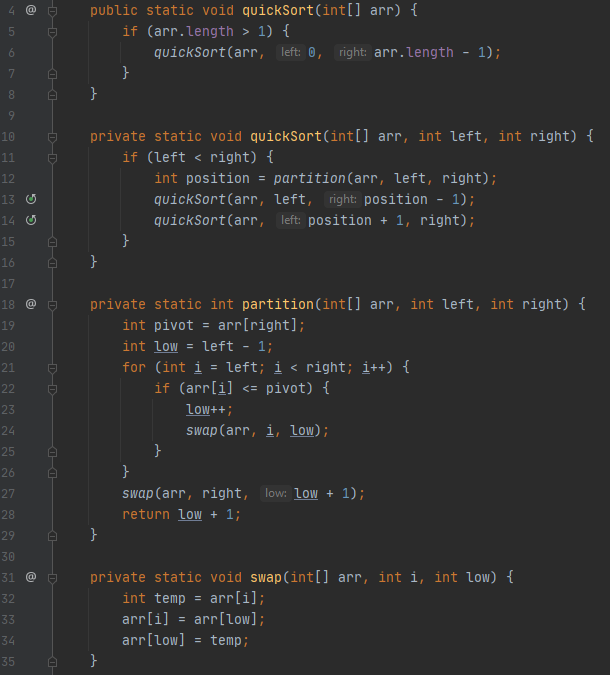 4 @ public static void quickSort(int[] arr) {
5 if (arr.length > 1) {
6 quickSort(arr, left: 0, right: arr.length - 1);
7 }
8 }
9
10 private static void quickSort(int[] arr, int left, int right) {
11 if (left < right) {
12 int position = partition(arr, left, right);
13 quickSort(arr, left, right: position - 1);
14 quickSort(arr, left: position + 1, right);
15 }
16 }
17
18 @ private static int partition(int[] arr, int left, int right) {
19 int pivot = arr[right];
20 int low = left - 1;
21 for (int i = left; i < right; i++) {
22 if (arr[i] <= pivot) {
23 low++;
24 swap(arr, i, low);
25 }
26 }
27 swap(arr, right, low: low + 1);
28 return low + 1;
29 }
30
31 @ private static void swap(int[] arr, int i, int low) {
32 int temp = arr[i];
33 arr[i] = arr[low];
34 arr[low] = temp;
35 }